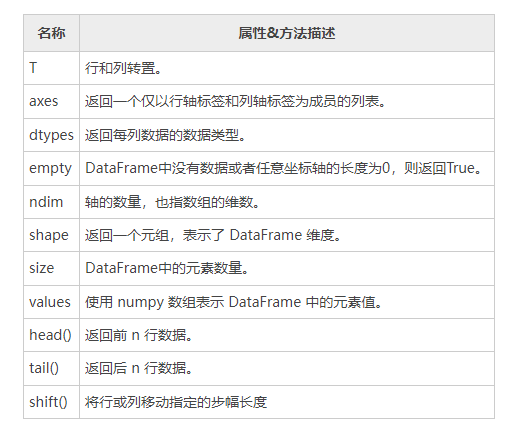 名称 属性&方法描述
T 行和列转置。
axes 返回一个仅以行轴标签和列轴标签为成员的列表。
dtypes 返回每列数据的数据类型。
empty DataFrame中没有数据或者任意坐标轴的长度为0，则返回True。
ndim 轴的数量，也指数组的维数。
shape 返回一个元组，表示了 DataFrame 维度。
size DataFrame中的元素数量。
values 使用 numpy 数组表示 DataFrame 中的元素值。
head() 返回前 n 行数据。
tail() 返回后 n 行数据。
shift() 将行或列移动指定的步幅长度